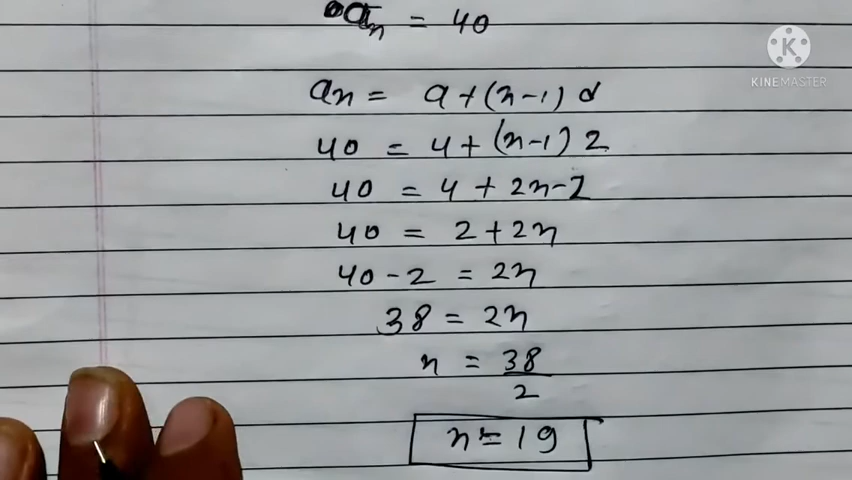 an = 40
K
KINEMASTER
an = a + (n-1) d
40 = 4 + (n-1) 2
40 = 4 + 2n-2
40 = 2 + 2n
40 - 2 = 2n
38 = 2n
n = 38/2
n = 19